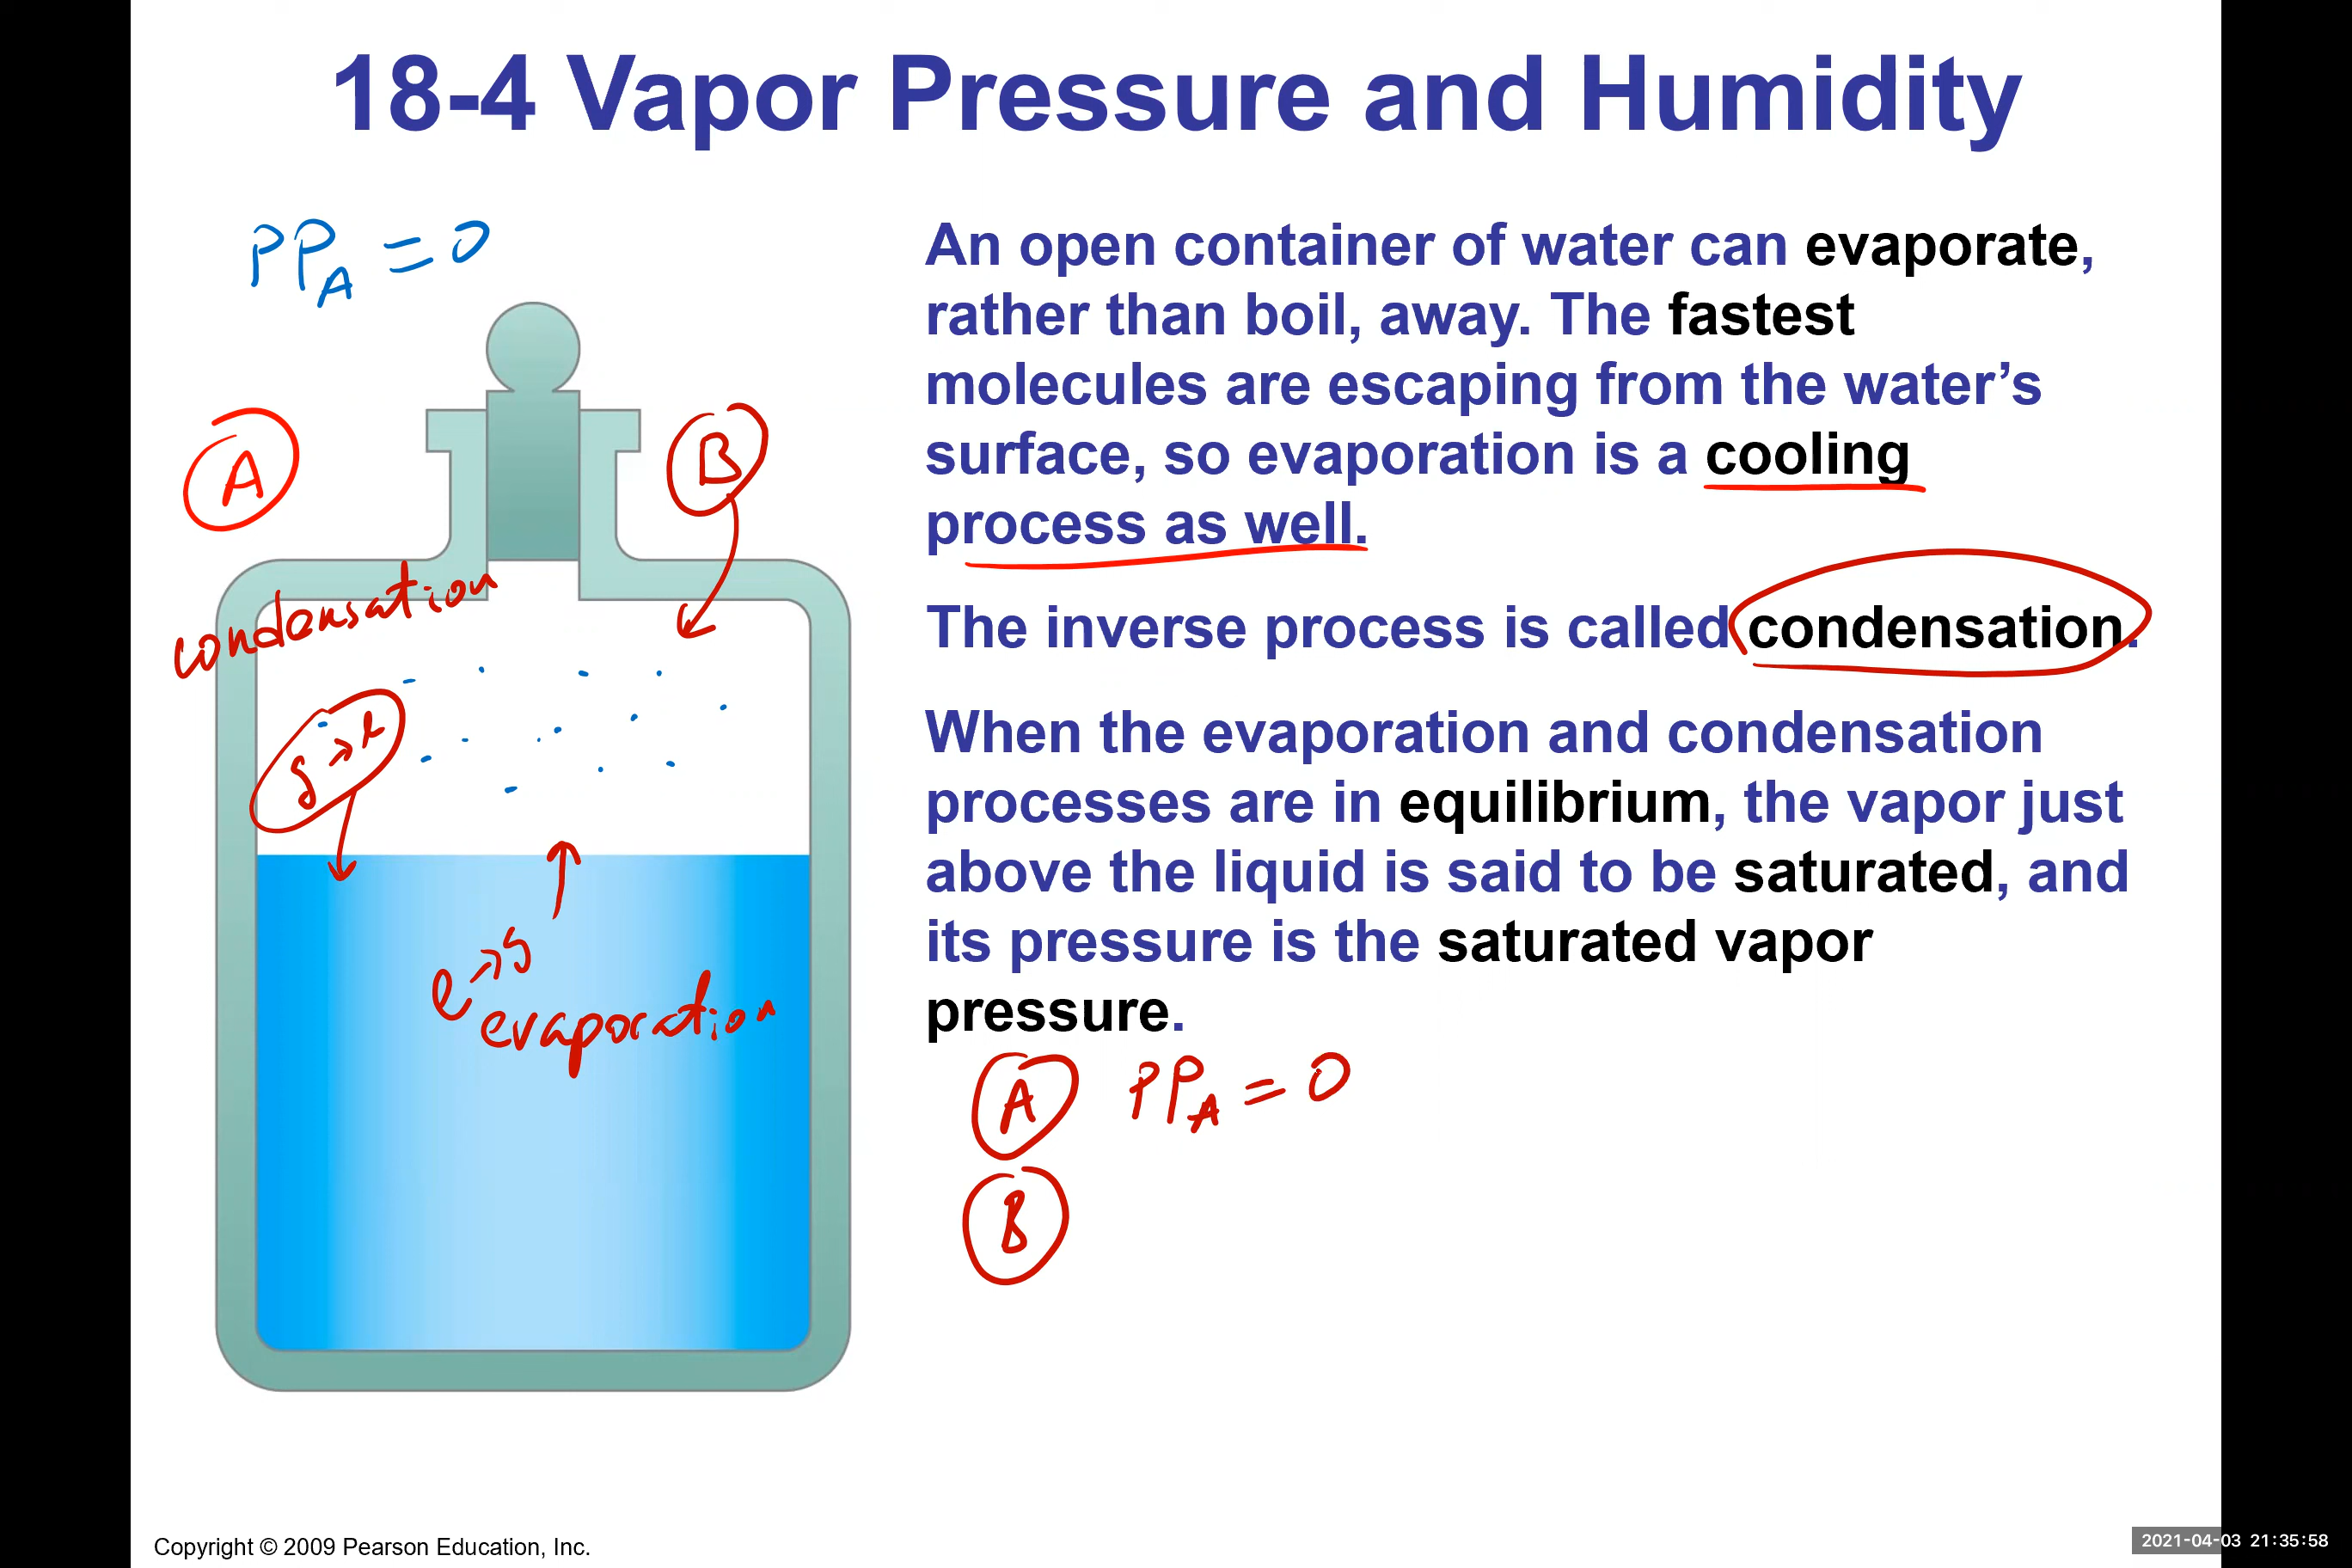 18-4 Vapor Pressure and Humidity
PPA = 0
A
B
condensation
g → l
l → g
evaporation
An open container of water can evaporate,
rather than boil, away. The fastest
molecules are escaping from the water’s
surface, so evaporation is a cooling
process as well.
The inverse process is called condensation.
When the evaporation and condensation
processes are in equilibrium, the vapor just
above the liquid is said to be saturated, and
its pressure is the saturated vapor
pressure.
A PPA = 0
B
Copyright © 2009 Pearson Education, Inc.
2021-04-03 21:35:58